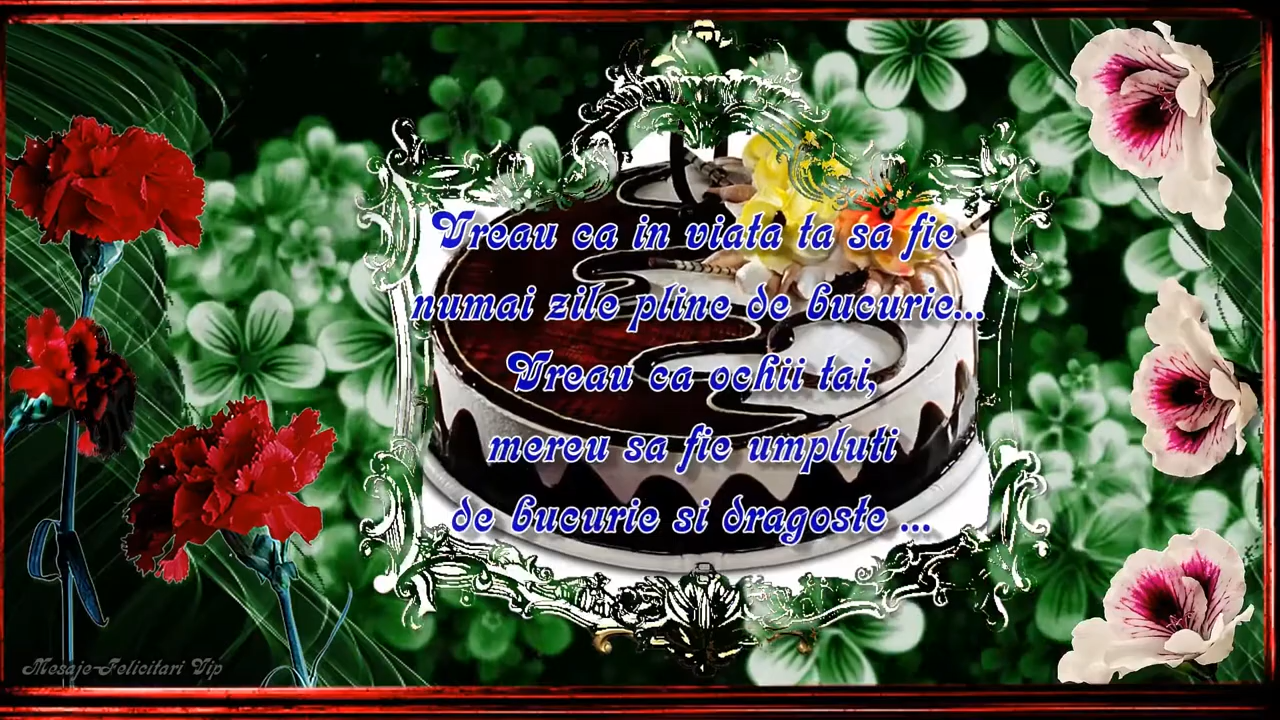 Vreau ca in viata ta sa fie
numai zile pline de bucurie...
Vreau ca ochii tai,
mereu sa fie umpluti
de bucurie si dragoste ...
Mesaje-Felicitari Vip